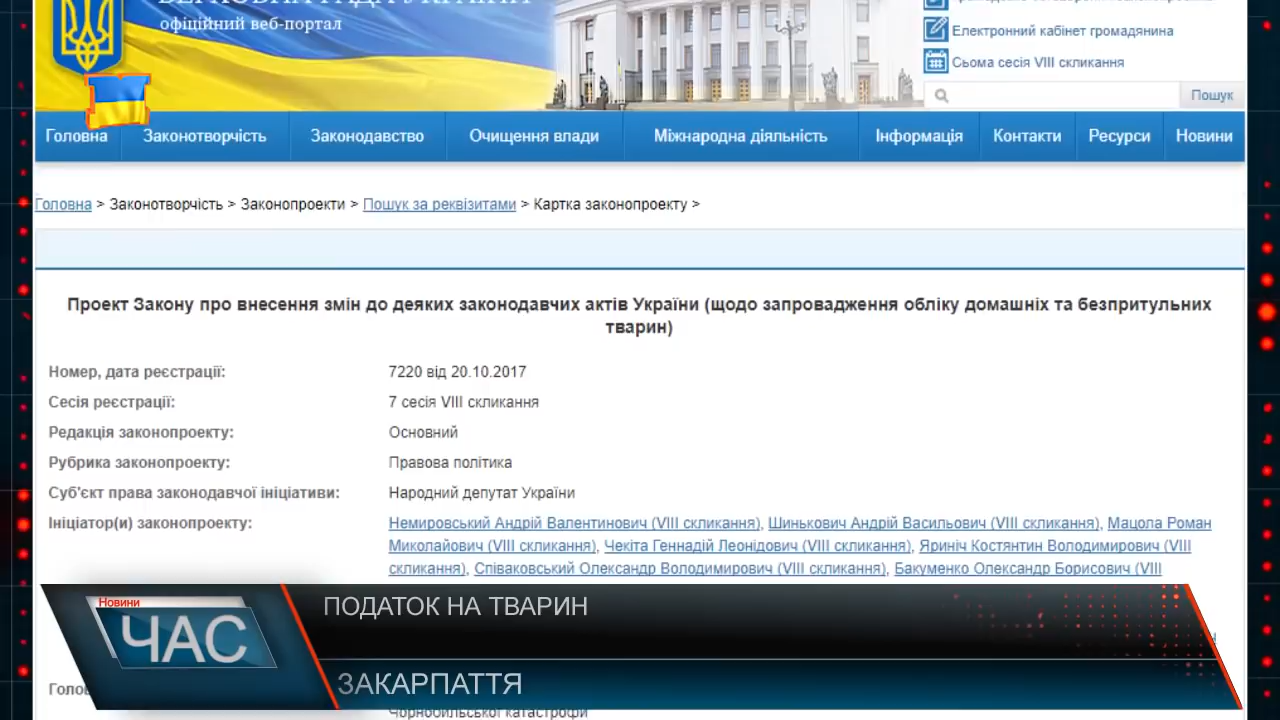 ВЕРХОВНА РАДА УКРАЇНИ
офіційний веб-портал
Електронний кабінет громадянина
Сьома сесія VIII скликання
Пошук
Головна Законотворчість Законодавство Очищення влади Міжнародна діяльність Інформація Контакти Ресурси Новини
Головна > Законотворчість > Законопроекти > Пошук за реквізитами > Картка законопроекту >
Проект Закону про внесення змін до деяких законодавчих актів України (щодо запровадження обліку домашніх та безпритульних
тварин)
Номер, дата реєстрації: 7220 від 20.10.2017
Сесія реєстрації: 7 сесія VIII скликання
Редакція законопроекту: Основний
Рубрика законопроекту: Правова політика
Суб'єкт права законодавчої ініціативи: Народний депутат України
Ініціатор(и) законопроекту: Немировський Андрій Валентинович (VIII скликання), Шинькович Андрій Васильович (VIII скликання), Мацола Роман
Миколайович (VIII скликання), Чекіта Геннадій Леонідович (VIII скликання), Яриніч Костянтин Володимирович (VIII
скликання), Співаковський Олександр Володимирович (VIII скликання), Бакуменко Олександр Борисович (VIII
Новини
ЧАС
ПОДАТОК НА ТВАРИН
ЗАКАРПАТТЯ
Чорнобильської катастрофи